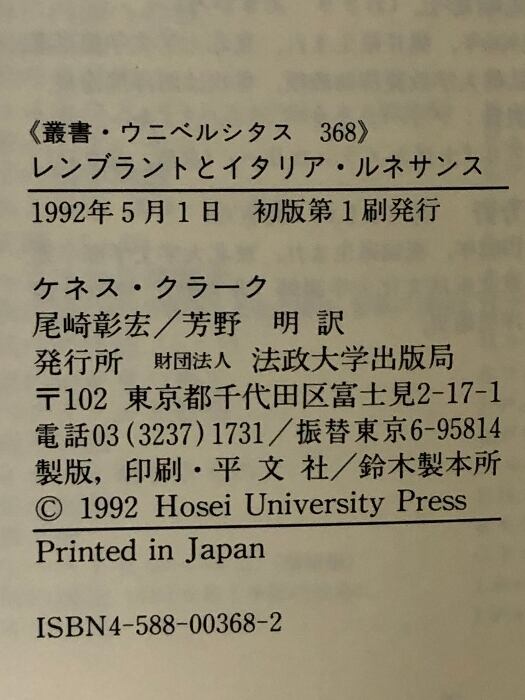 《叢書・ウニベルシタス　368》
レンブラントとイタリア・ルネサンス
1992年5月1日　初版第1刷発行
ケネス・クラーク
尾崎彰宏／芳野　明 訳
発行所　財団法人　法政大学出版局
〒102 東京都千代田区富士見2-17-1
電話03(3237)1731／振替東京6-95814
製版，印刷・平 文 社／鈴木製本所
© 1992 Hosei University Press
Printed in Japan
ISBN4-588-00368-2